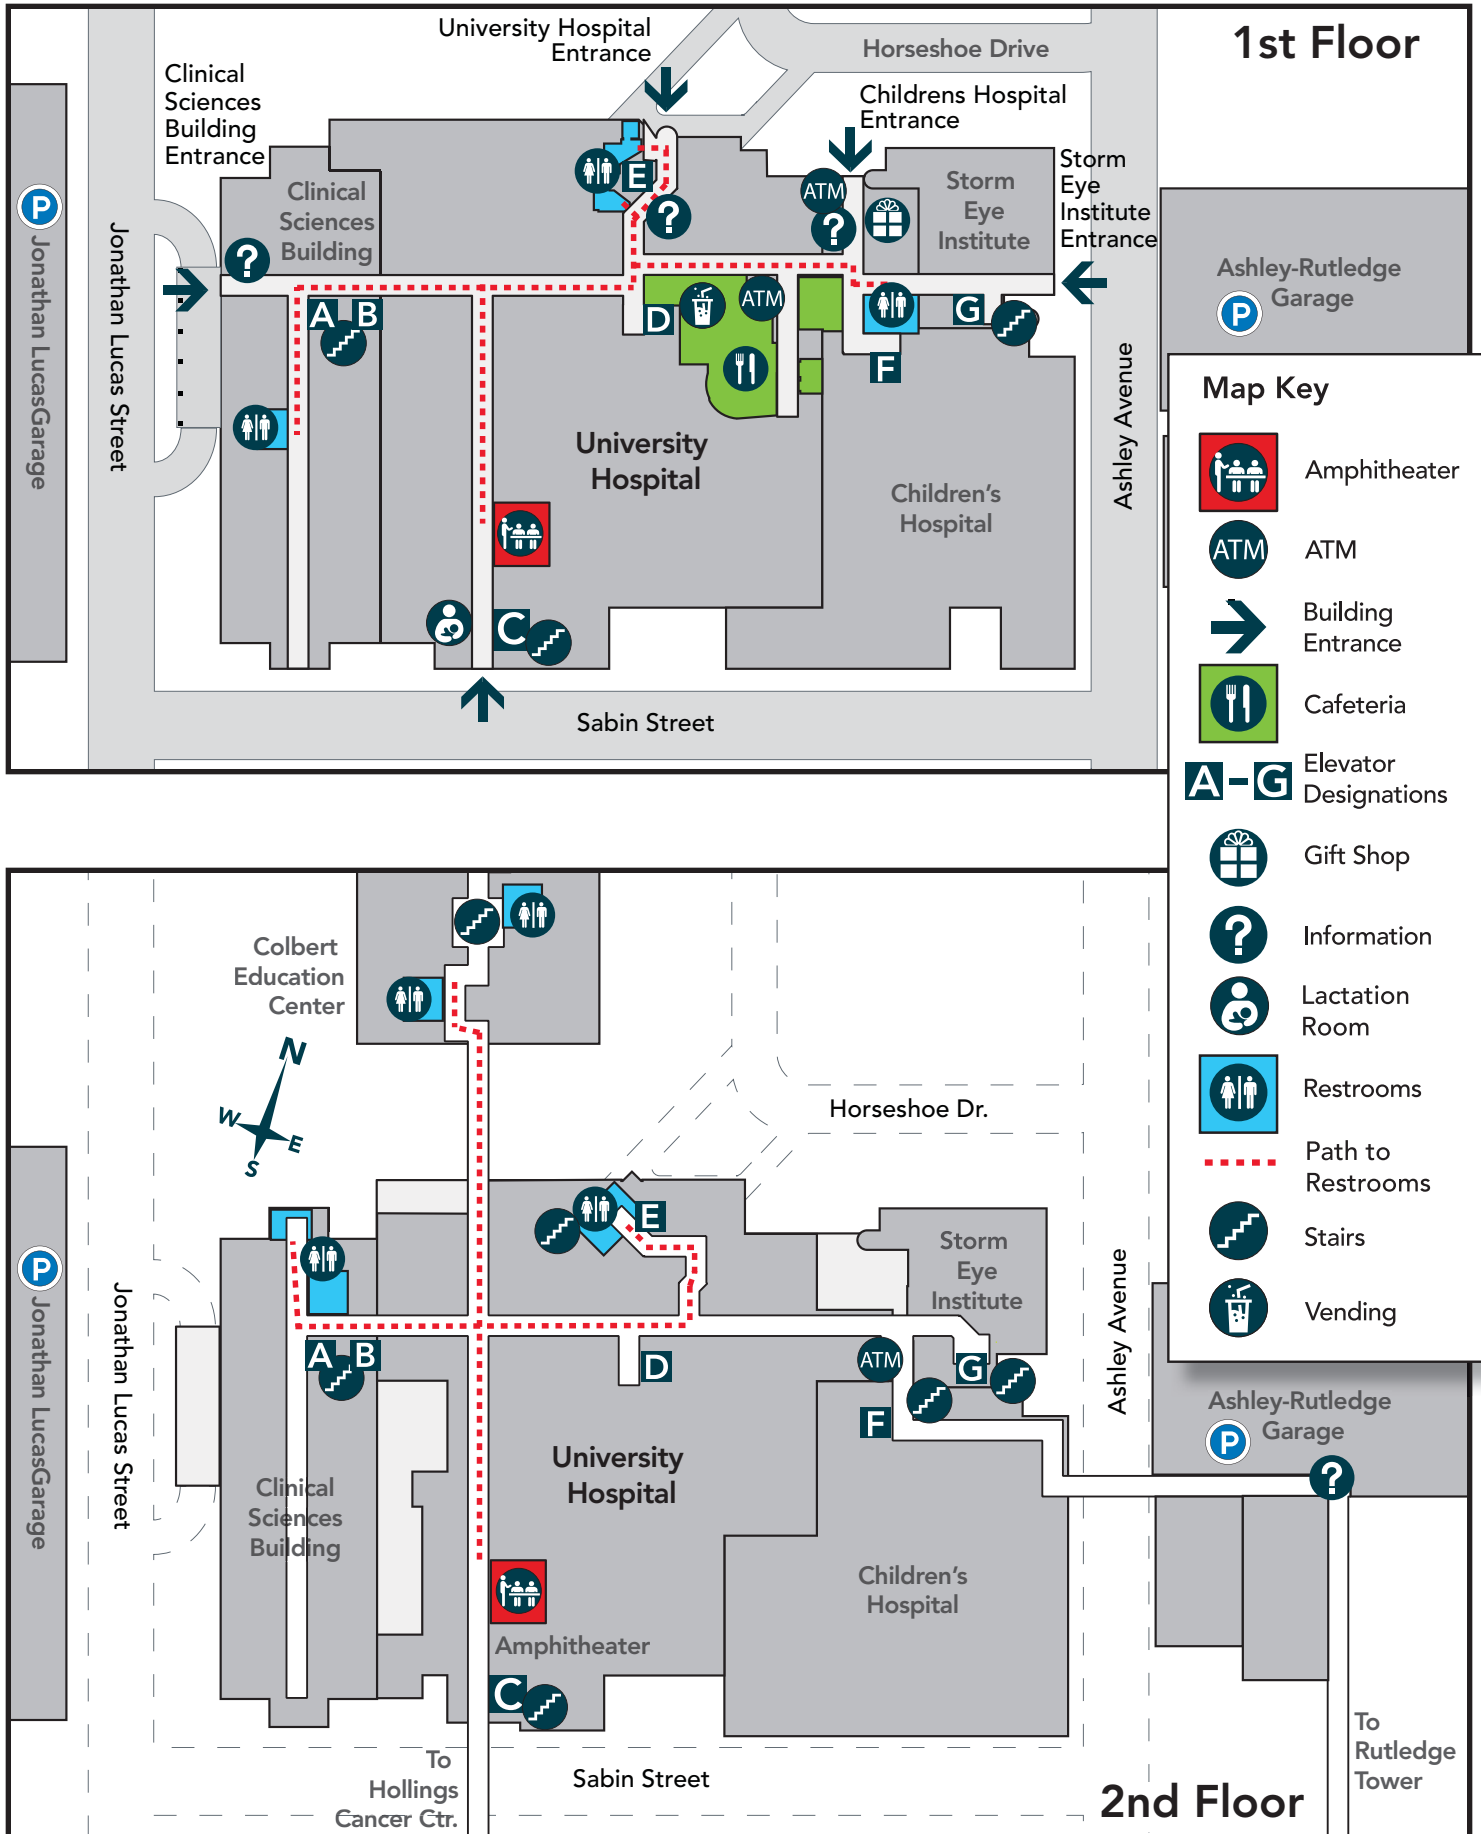 1st Floor
University Hospital
Entrance
Horseshoe Drive
Clinical
Sciences
Building
Entrance
Childrens Hospital
Entrance
Storm
Eye
Institute
Entrance
Clinical
Sciences
Building
E
?
ATM
?
Storm
Eye
Institute
P
Jonathan LucasGarage
Jonathan Lucas Street
?
A B
D
ATM
G
F
Ashley-Rutledge
Garage
P
Ashley Avenue
University
Hospital
Children's
Hospital
C
Sabin Street
Map Key
Amphitheater
ATM
ATM
Building
Entrance
Cafeteria
A-G
Elevator
Designations
Gift Shop
?
Information
Lactation
Room
Restrooms
Path to
Restrooms
Stairs
Vending
Colbert
Education
Center
N
W
E
S
Horseshoe Dr.
P
Jonathan LucasGarage
Jonathan Lucas Street
E
Storm
Eye
Institute
A B
D
ATM
G
F
Ashley Avenue
Ashley-Rutledge
Garage
P
?
University
Hospital
Clinical
Sciences
Building
Children's
Hospital
Amphitheater
C
To
Hollings
Cancer Ctr.
Sabin Street
To
Rutledge
Tower
2nd Floor